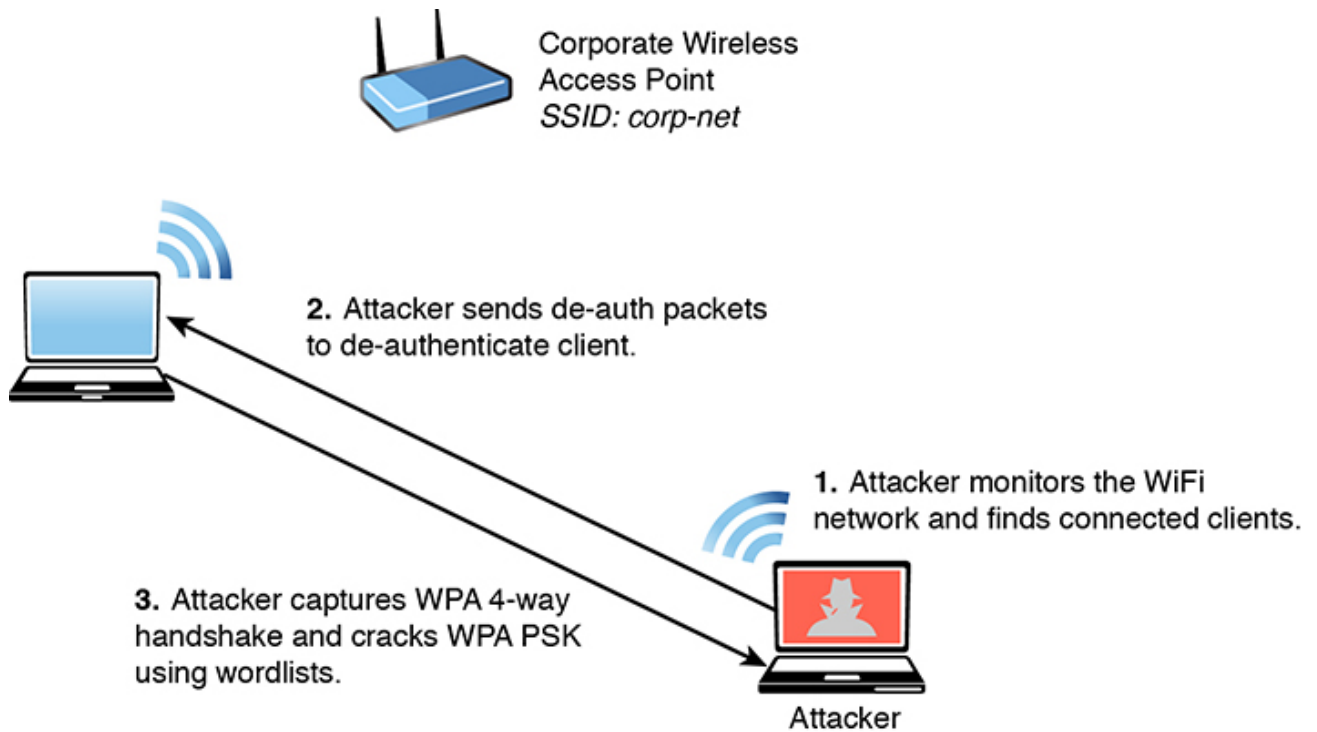 Corporate Wireless
Access Point
SSID: corp-net
2. Attacker sends de-auth packets
to de-authenticate client.
1. Attacker monitors the WiFi
network and finds connected clients.
3. Attacker captures WPA 4-way
handshake and cracks WPA PSK
using wordlists.
Attacker